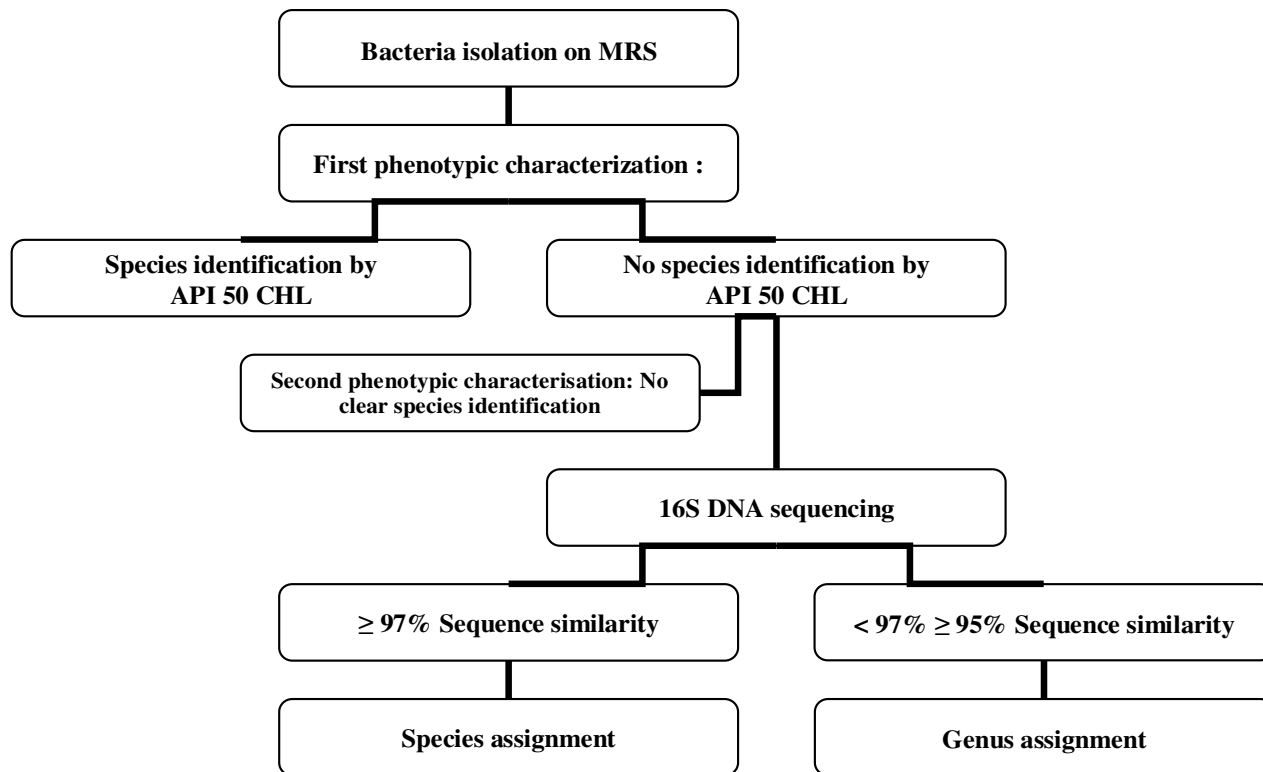 Bacteria isolation on MRS
First phenotypic characterization :
Species identification by
API 50 CHL
No species identification by
API 50 CHL
Second phenotypic characterisation: No
clear species identification
16S DNA sequencing
≥ 97% Sequence similarity
< 97% ≥ 95% Sequence similarity
Species assignment
Genus assignment